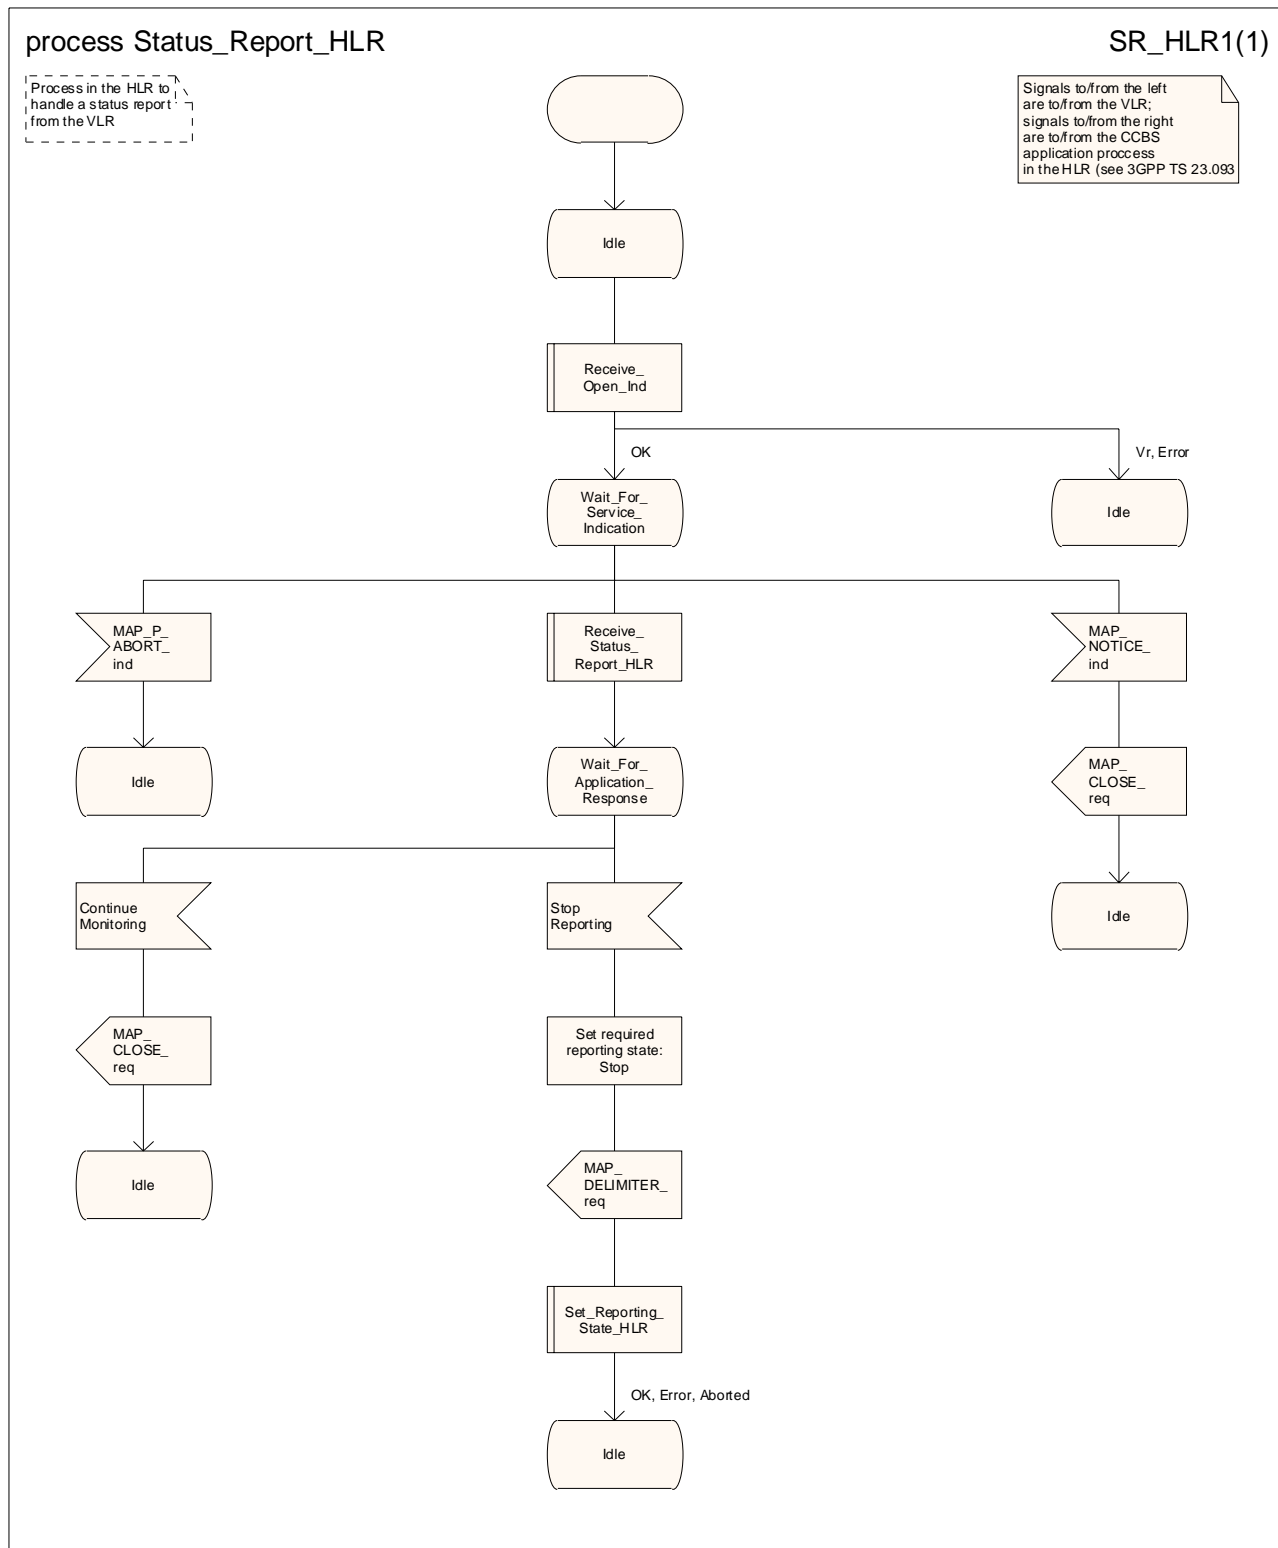 process Status_Report_HLR
SR_HLR1(1)
Process in the HLR to
handle a status report
from the VLR
Signals to/from the left
are to/from the VLR;
signals to/from the right
are to/from the CCBS
application proccess
in the HLR (see 3GPP TS 23.093
Idle
Receive_
Open_Ind
OK
Vr, Error
Wait_For_
Service_
Indication
Idle
MAP_P_
ABORT_
ind
Receive_
Status_
Report_HLR
MAP_
NOTICE_
ind
Idle
Wait_For_
Application_
Response
MAP_
CLOSE_
req
Continue
Monitoring
Stop
Reporting
Idle
MAP_
CLOSE_
req
Set required
reporting state:
Stop
Idle
MAP_
DELIMITER_
req
Set_Reporting_
State_HLR
OK, Error, Aborted
Idle